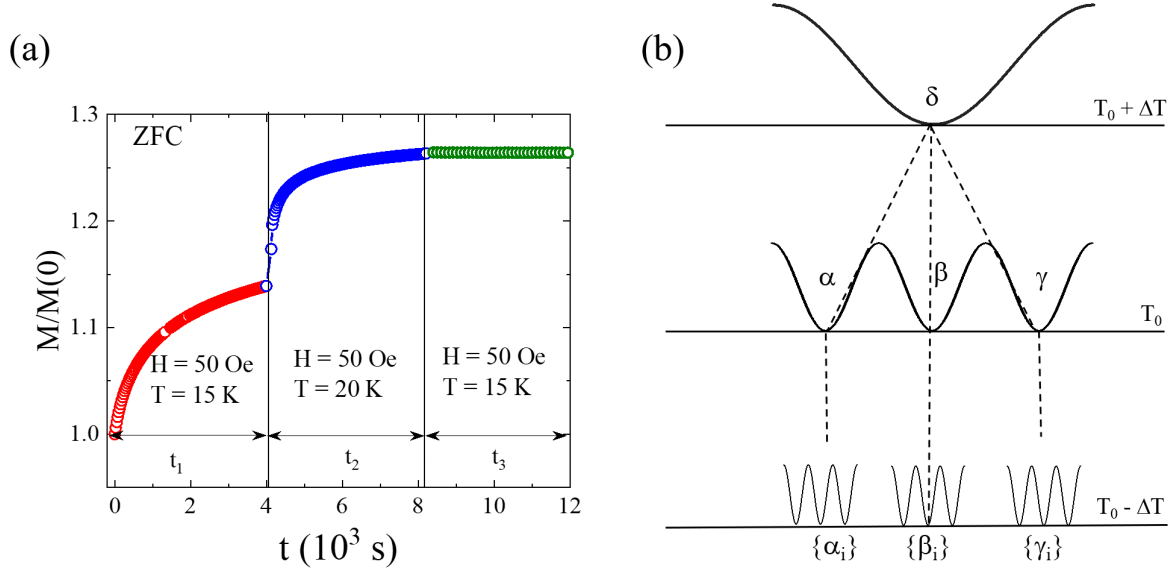 (a)
ZFC
M/M(0)
1.3
1.2
1.1
1.0
H = 50 Oe
T = 15 K
H = 50 Oe
T = 20 K
H = 50 Oe
T = 15 K
t₁
t₂
t₃
0 2 4 6 8 10 12
t (10³ s)
(b)
δ
T₀ + ΔT
α β γ
T₀
T₀ - ΔT
{αᵢ} {βᵢ} {γᵢ}